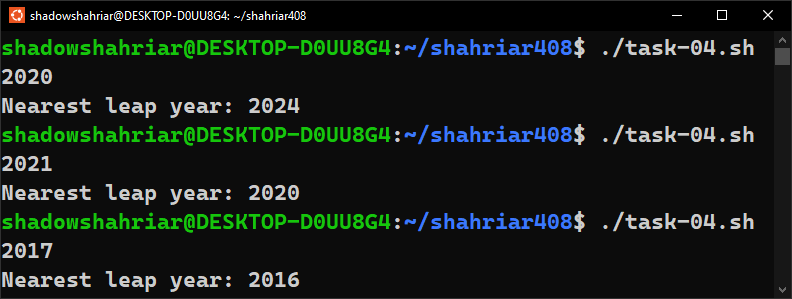 shadowshahriar@DESKTOP-D0UU8G4: ~/shahriar408
shadowshahriar@DESKTOP-D0UU8G4:~/shahriar408$ ./task-04.sh
2020
Nearest leap year: 2024
shadowshahriar@DESKTOP-D0UU8G4:~/shahriar408$ ./task-04.sh
2021
Nearest leap year: 2020
shadowshahriar@DESKTOP-D0UU8G4:~/shahriar408$ ./task-04.sh
2017
Nearest leap year: 2016